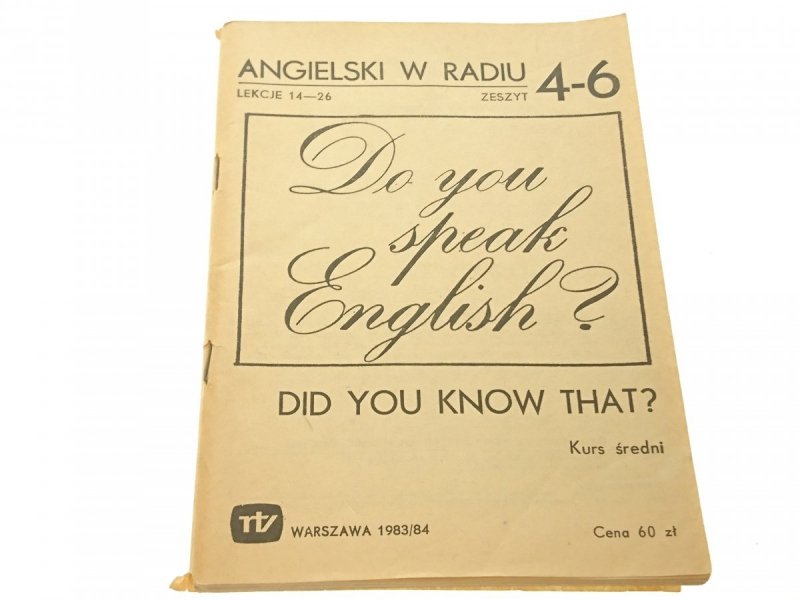 ANGIELSKI W RADIU
LEKCJE 14—26 ZESZYT 4-6
Do you
speak
English?
DID YOU KNOW THAT?
Kurs średni
rtv WARSZAWA 1983/84 Cena 60 zł